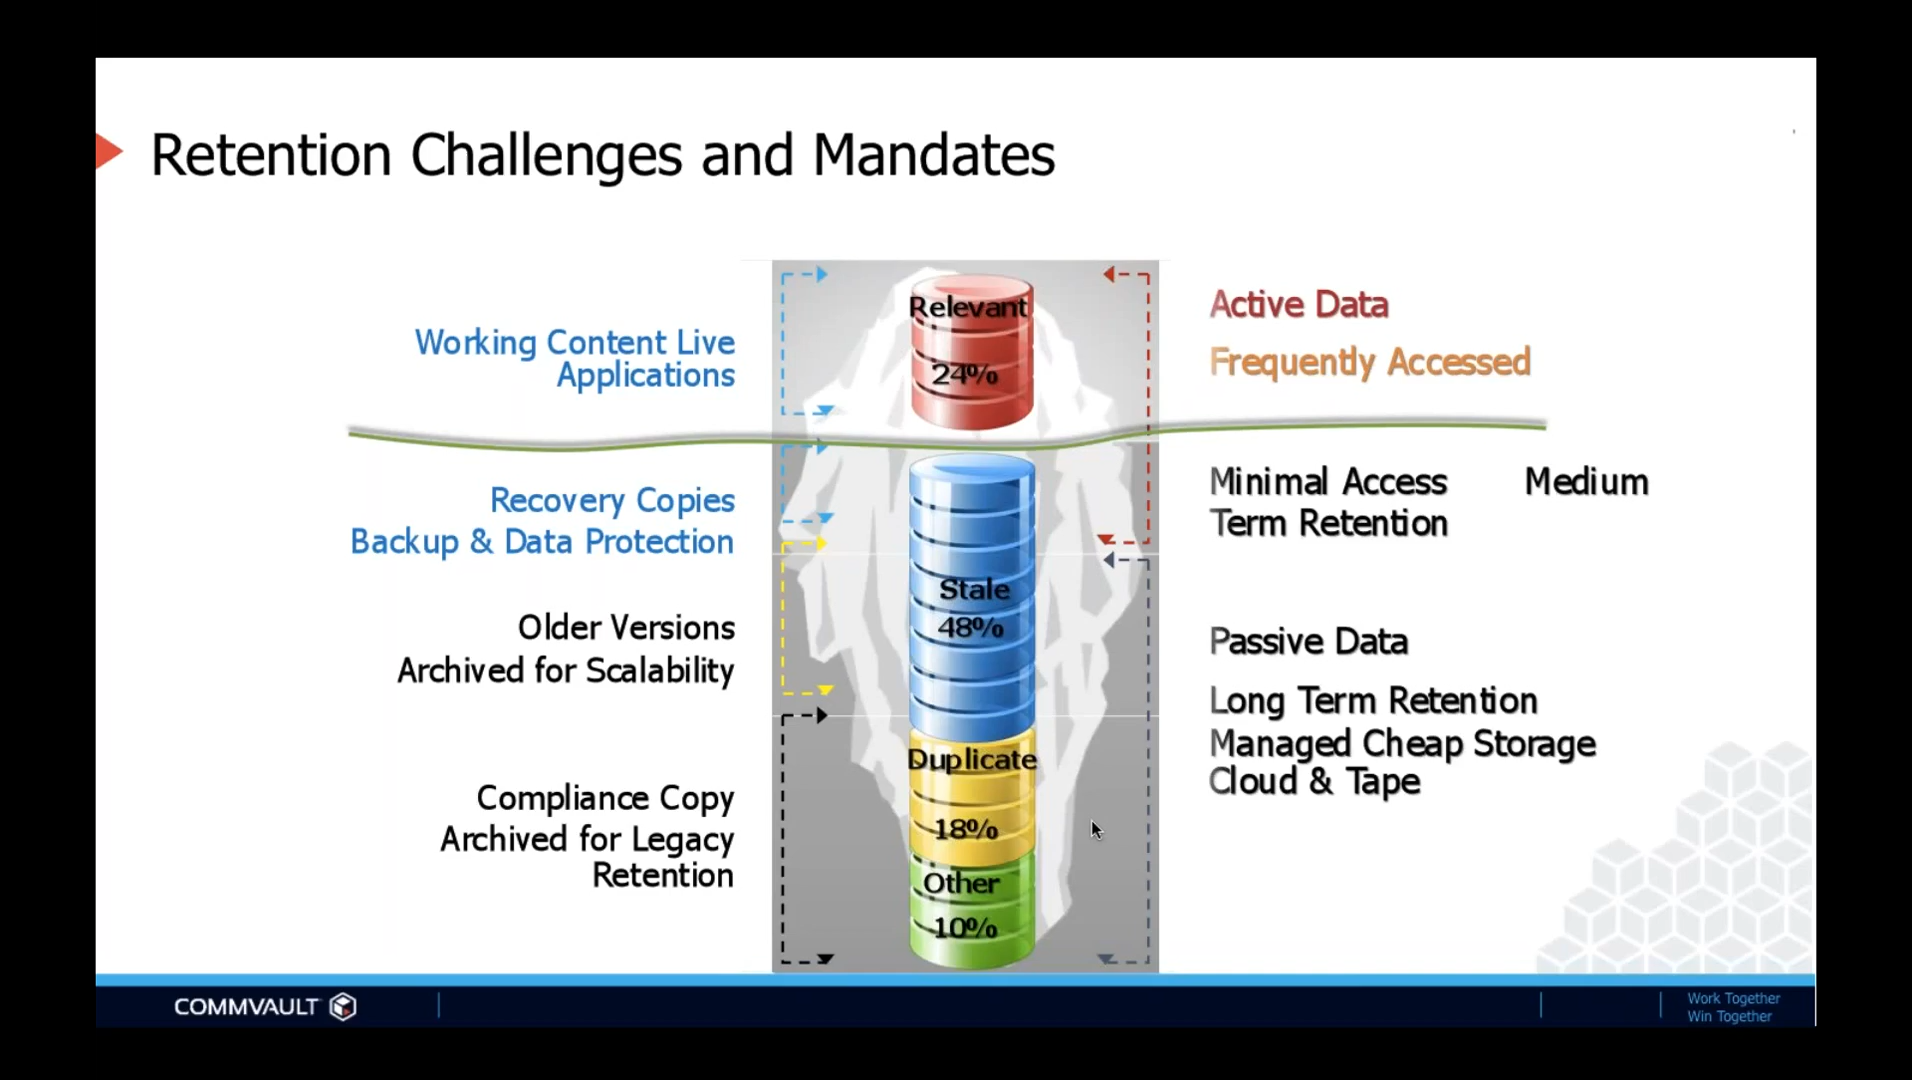 Retention Challenges and Mandates
Working Content Live
Applications
Recovery Copies
Backup & Data Protection
Older Versions
Archived for Scalability
Compliance Copy
Archived for Legacy
Retention
Relevant
24%
Stale
48%
Duplicate
18%
Other
10%
Active Data
Frequently Accessed
Minimal Access Medium
Term Retention
Passive Data
Long Term Retention
Managed Cheap Storage
Cloud & Tape
COMMVAULT
Work Together
Win Together